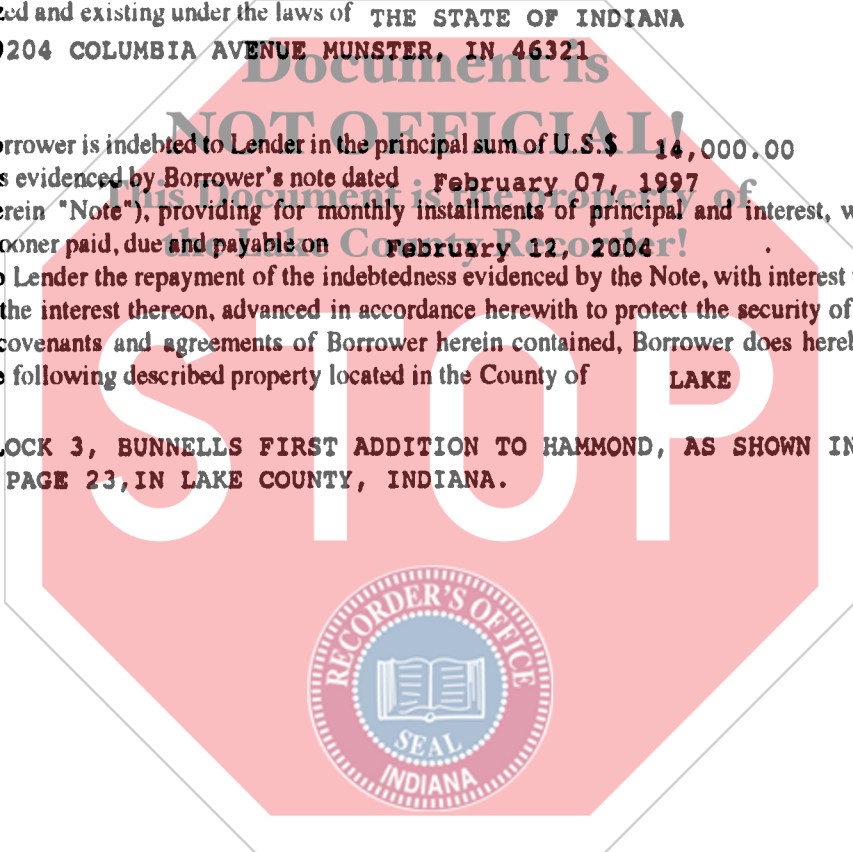 zed and existing under the laws of THE STATE OF INDIANA
9204 COLUMBIA AVENUE MUNSTER, IN 46321
Document is
NOT OFFICIAL!
orrower is indebted to Lender in the principal sum of U.S.$ 14,000.00
s evidenced by Borrower's note dated February 07, 1997
This Document is the property of
erein "Note"), providing for monthly installments of principal and interest, w
ooner paid, due and payable on February 12, 2004 .
the Lake County Recorder!
o Lender the repayment of the indebtedness evidenced by the Note, with interest
the interest thereon, advanced in accordance herewith to protect the security of
covenants and agreements of Borrower herein contained, Borrower does hereb
e following described property located in the County of LAKE
STOP
LOCK 3, BUNNELLS FIRST ADDITION TO HAMMOND, AS SHOWN IN
PAGE 23,IN LAKE COUNTY, INDIANA.
RECORDER'S OFFICE
SEAL
INDIANA